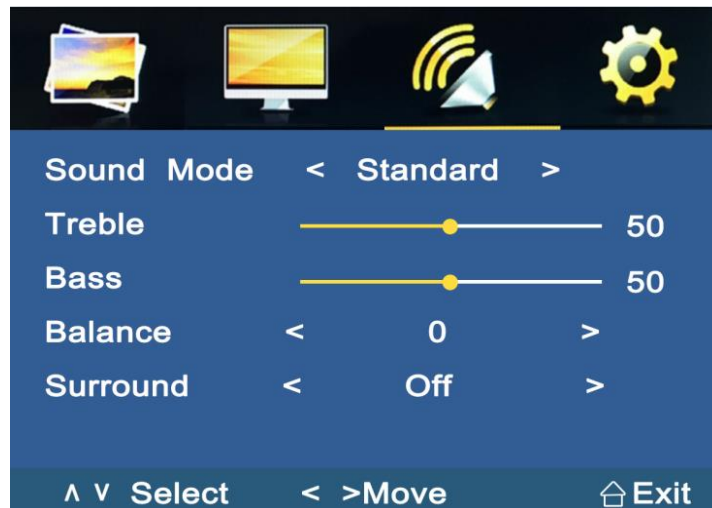 Sound Mode < Standard >
Treble 50
Bass 50
Balance < 0 >
Surround < Off >
∧ ∨ Select < >Move Exit